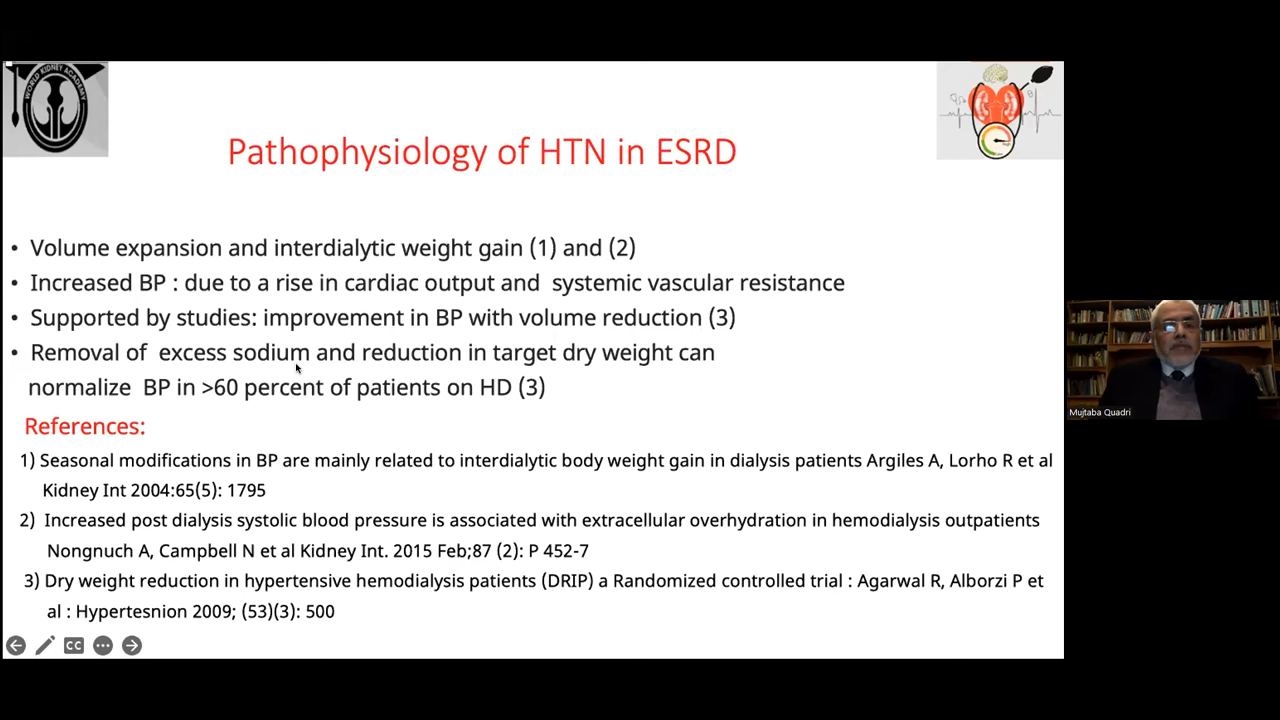 WORLD KIDNEY ACADEMY
Pathophysiology of HTN in ESRD
• Volume expansion and interdialytic weight gain (1) and (2)
• Increased BP : due to a rise in cardiac output and systemic vascular resistance
• Supported by studies: improvement in BP with volume reduction (3)
• Removal of excess sodium and reduction in target dry weight can
normalize BP in >60 percent of patients on HD (3)
References:
1) Seasonal modifications in BP are mainly related to interdialytic body weight gain in dialysis patients Argiles A, Lorho R et al
Kidney Int 2004:65(5): 1795
2) Increased post dialysis systolic blood pressure is associated with extracellular overhydration in hemodialysis outpatients
Nongnuch A, Campbell N et al Kidney Int. 2015 Feb;87 (2): P 452-7
3) Dry weight reduction in hypertensive hemodialysis patients (DRIP) a Randomized controlled trial : Agarwal R, Alborzi P et
al : Hypertesnion 2009; (53)(3): 500
CC
Mujtaba Quadri